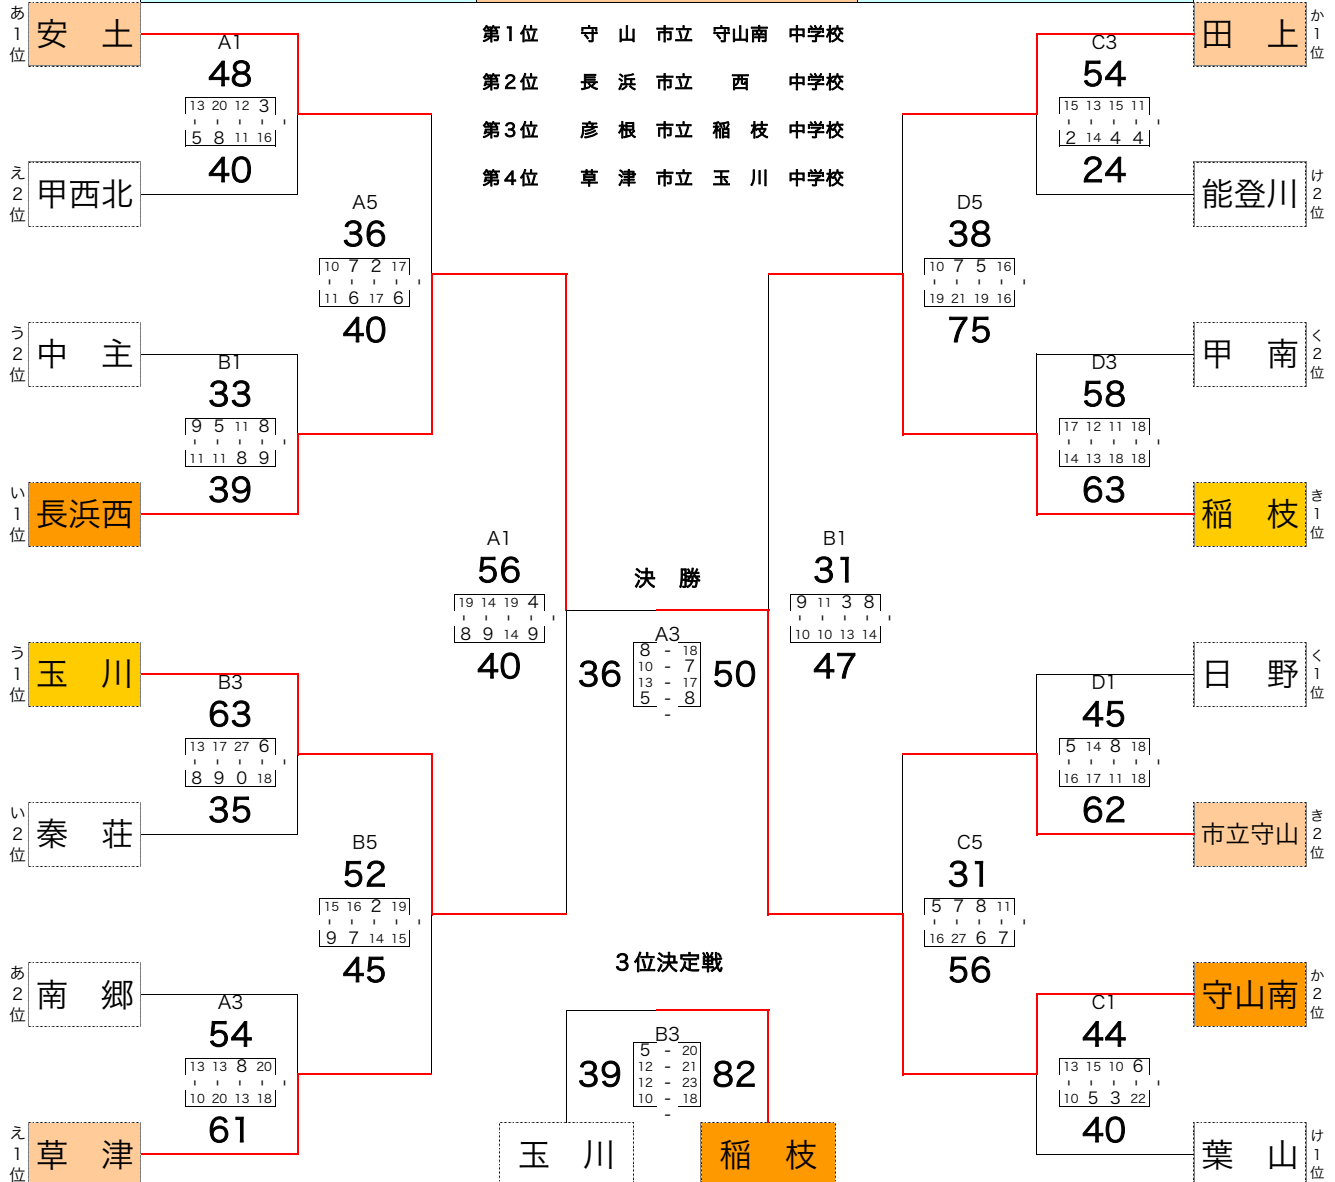 第1位 守 山 市立 守山南 中学校
第2位 長 浜 市立 西 中学校
第3位 彦 根 市立 稲 枝 中学校
第4位 草 津 市立 玉 川 中学校
あ1位
安 土
A1
48
13 20 12 3
- - - - -
5 8 11 16
40
え2位
甲西北
A5
36
10 7 2 17
- - - - -
11 6 17 6
40
う2位
中 主
B1
33
9 5 11 8
- - - - -
11 11 8 9
39
い1位
長浜西
A1
56
19 14 19 4
- - - - -
8 9 14 9
40
う1位
玉 川
B3
63
13 17 27 6
- - - - -
8 9 0 18
35
い2位
秦 荘
B5
52
15 16 2 19
- - - - -
9 7 14 15
45
あ2位
南 郷
A3
54
13 13 8 20
- - - - -
10 20 13 18
61
え1位
草 津
決 勝
A3
36
8 - 18
10 - 7
13 - 17
5 - 8
-
50
3位決定戦
B3
39
5 - 20
12 - 21
12 - 23
10 - 18
-
82
玉 川
稲 枝
か1位
田 上
C3
54
15 13 15 11
- - - - -
2 14 4 4
24
け2位
能登川
D5
38
10 7 5 16
- - - - -
19 21 19 16
75
く2位
甲 南
D3
58
17 12 11 18
- - - - -
14 13 18 18
63
き1位
稲 枝
B1
31
9 11 3 8
- - - - -
10 10 13 14
47
く1位
日 野
D1
45
5 14 8 18
- - - - -
16 17 11 18
62
き2位
市立守山
C5
31
5 7 8 11
- - - - -
16 27 6 7
56
か2位
守山南
C1
44
13 15 10 6
- - - - -
10 5 3 22
40
け1位
葉 山